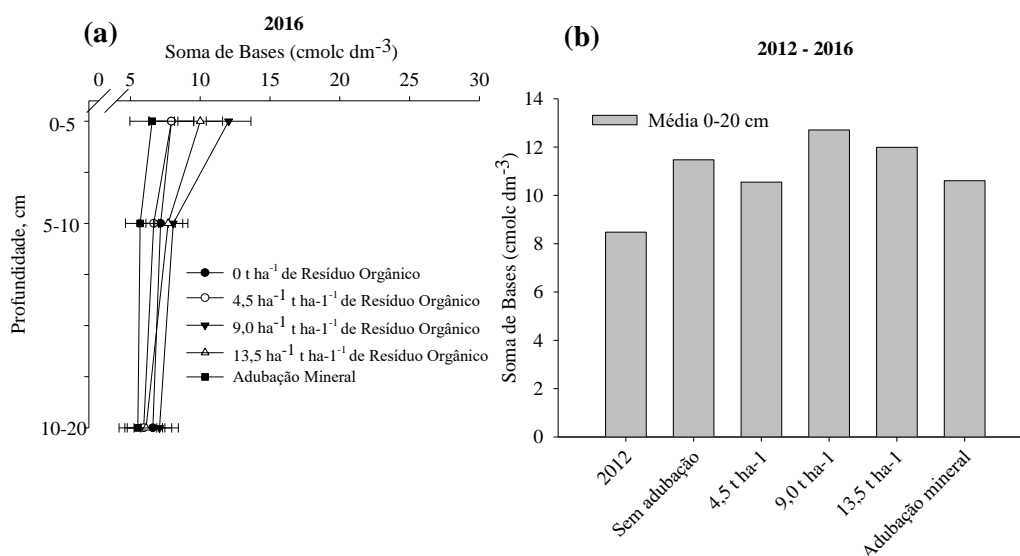 (a)
2016
Soma de Bases (cmolc dm-3)
0 5 10 15 20 25 30
Profundidade, cm
0-5
5-10
10-20
0 t ha-1 de Resíduo Orgânico
4,5 ha-1 t ha-1-1 de Resíduo Orgânico
9,0 ha-1 t ha-1-1 de Resíduo Orgânico
13,5 ha-1 t ha-1-1 de Resíduo Orgânico
Adubação Mineral
(b)
2012 - 2016
Soma de Bases (cmolc dm-3)
14
12
10
8
6
4
2
0
Média 0-20 cm
2012
Sem adubação
4,5 t ha-1
9,0 t ha-1
13,5 t ha-1
Adubação mineral